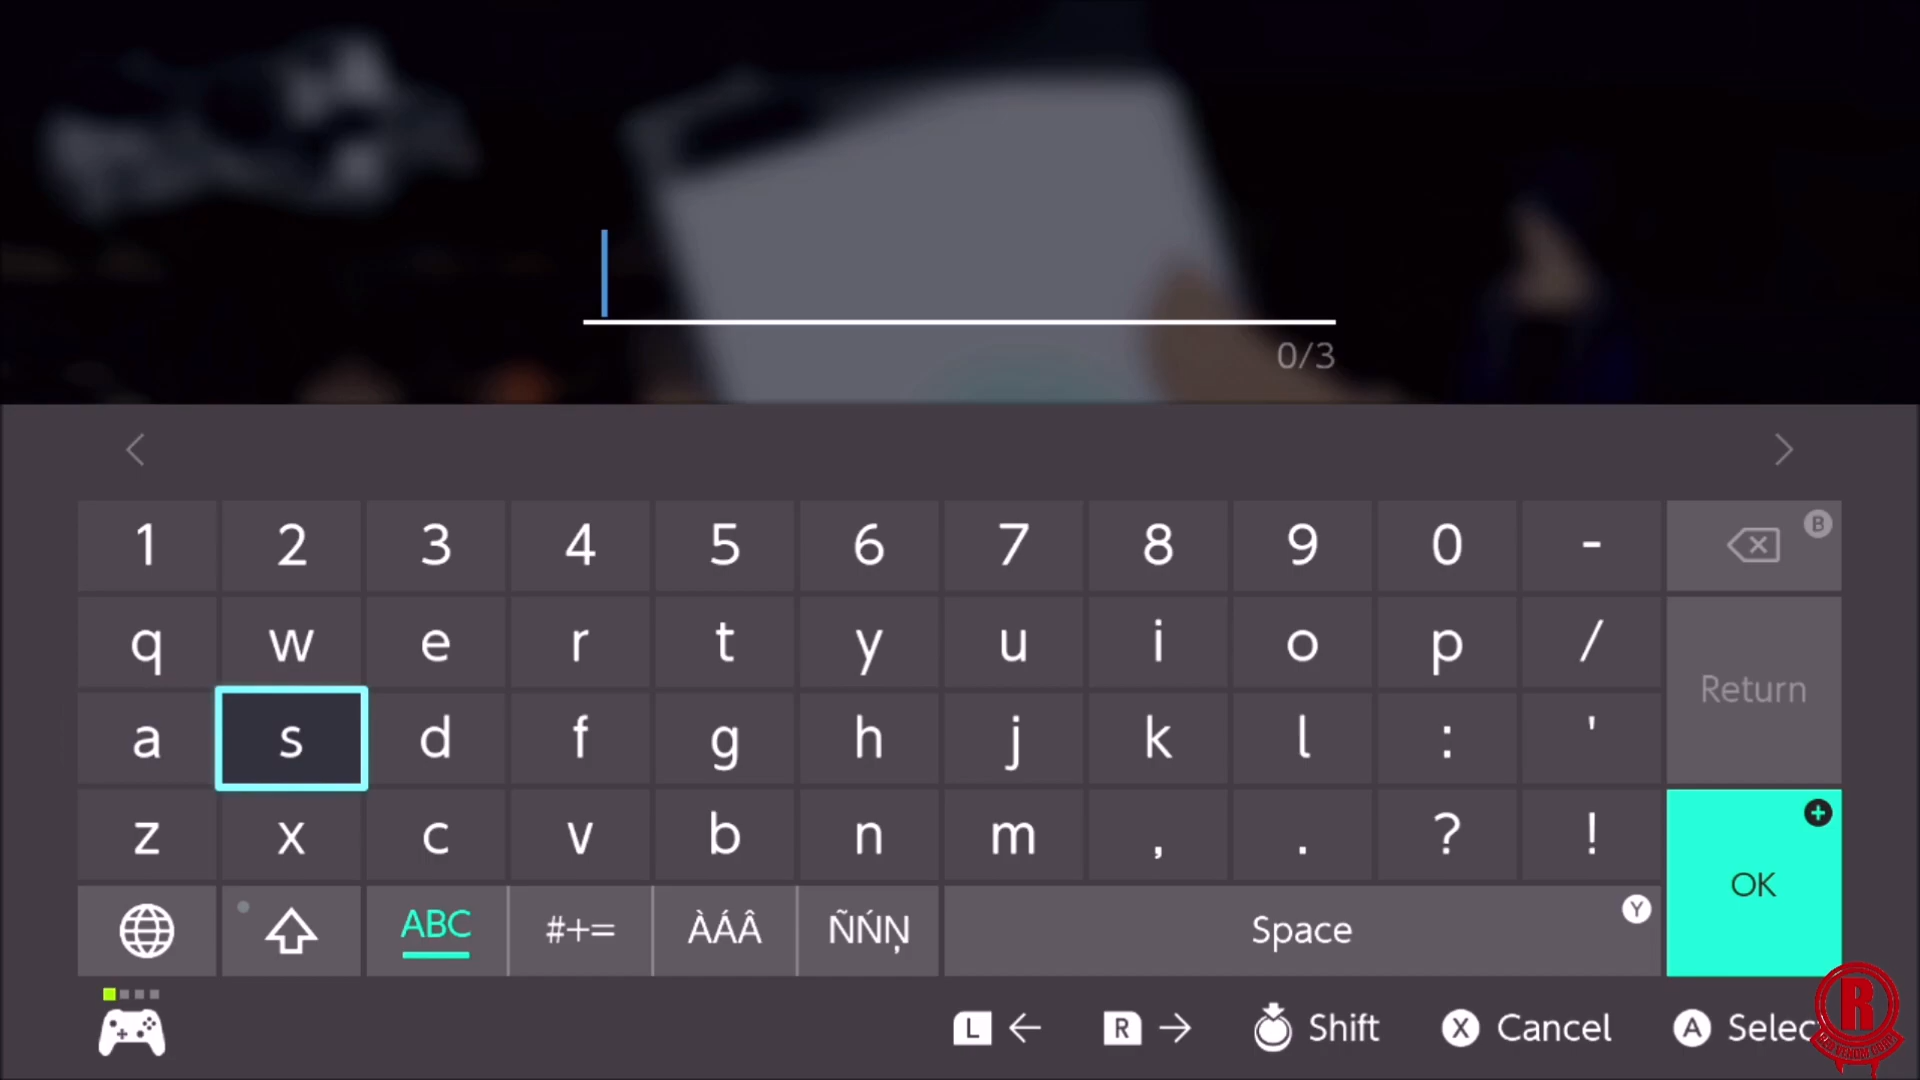 0/3
1 2 3 4 5 6 7 8 9 0 - B
q w e r t y u i o p /
Return
a s d f g h j k l : '
z x c v b n m , . ? !
OK
ABC #+= ÀÁÂ ÑŃŅ Space Y
L ← R → Shift X Cancel A Selec
R